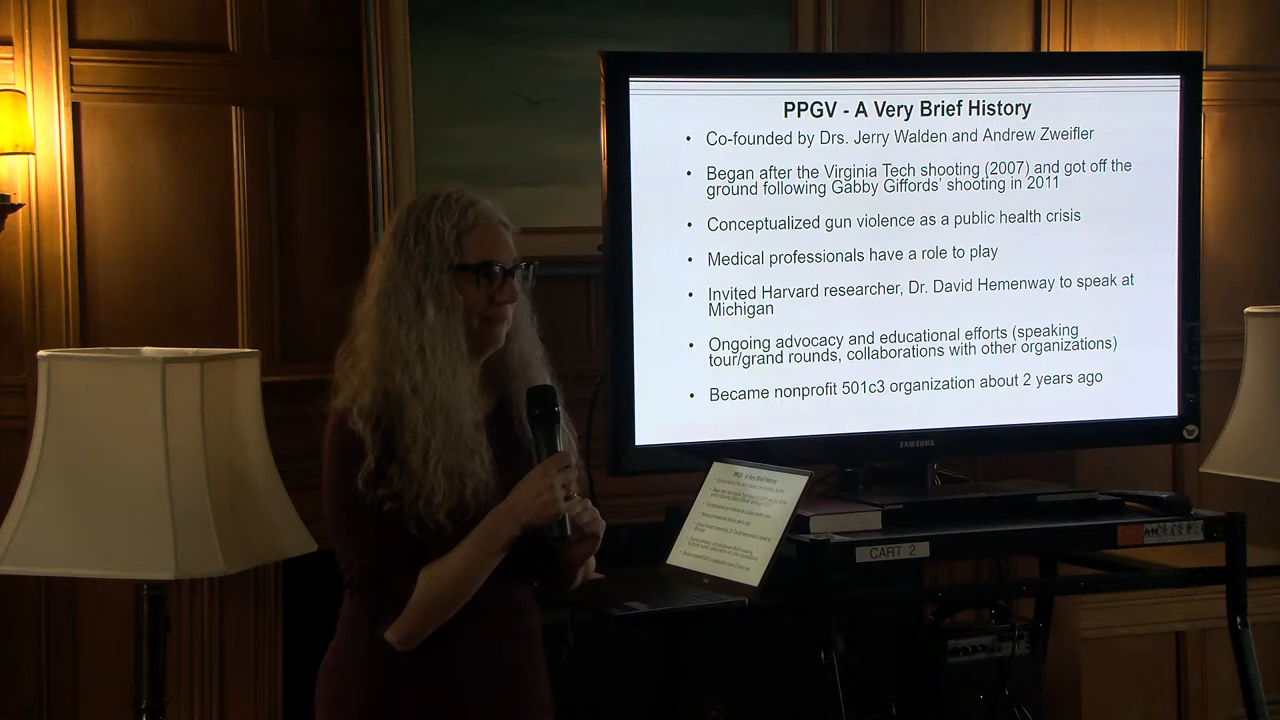 PPGV - A Very Brief History
• Co-founded by Drs. Jerry Walden and Andrew Zweifler
• Began after the Virginia Tech shooting (2007) and got off the
ground following Gabby Giffords' shooting in 2011
• Conceptualized gun violence as a public health crisis
• Medical professionals have a role to play
• Invited Harvard researcher, Dr. David Hemenway to speak at
Michigan
• Ongoing advocacy and educational efforts (speaking
tour/grand rounds, collaborations with other organizations)
• Became nonprofit 501c3 organization about 2 years ago
SAMSUNG
CART 2